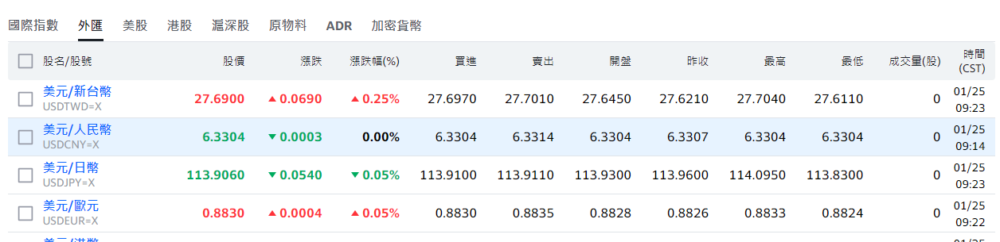 國際指數 外匯 美股 港股 滬深股 原物料 ADR 加密貨幣
股名/股號 股價 漲跌 漲跌幅(%) 買進 賣出 開盤 昨收 最高 最低 成交量(股) 時間
(CST)
美元/新台幣 27.6900 ▲ 0.0690 ▲ 0.25% 27.6970 27.7010 27.6450 27.6210 27.7040 27.6110 0 01/25
USDTWD=X 09:23
美元/人民幣 6.3304 ▼ 0.0003 0.00% 6.3304 6.3314 6.3304 6.3307 6.3304 6.3304 0 01/25
USDCNY=X 09:14
美元/日幣 113.9060 ▼ 0.0540 ▼ 0.05% 113.9100 113.9110 113.9300 113.9600 114.0950 113.8300 0 01/25
USDJPY=X 09:23
美元/歐元 0.8830 ▲ 0.0004 ▲ 0.05% 0.8830 0.8835 0.8828 0.8826 0.8833 0.8824 0 01/25
USDEUR=X 09:22